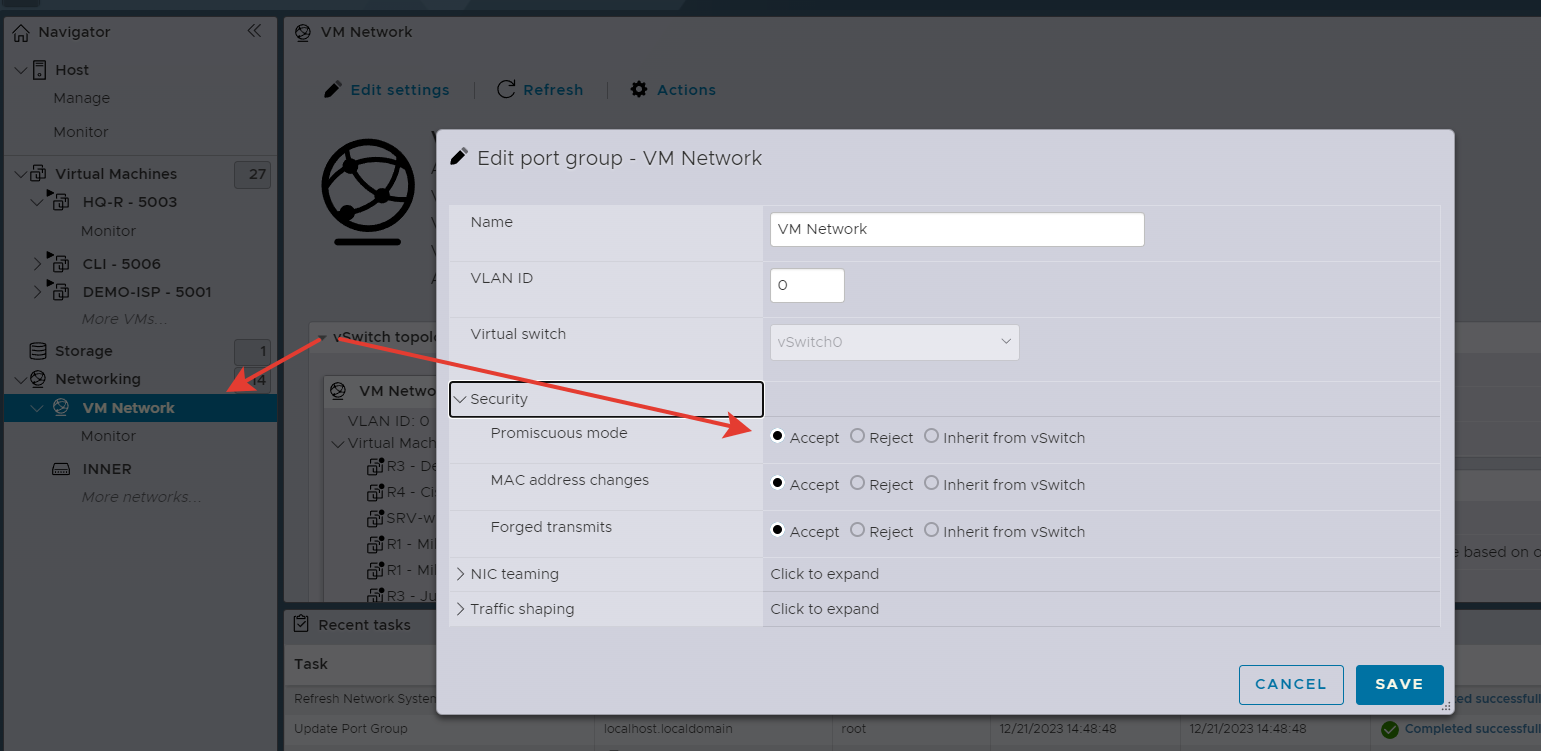 Navigator
Host
Manage
Monitor
Virtual Machines 27
HQ-R - 5003
Monitor
CLI - 5006
DEMO-ISP - 5001
More VMs...
Storage 1
Networking 14
VM Network
Monitor
INNER
More networks...
VM Network
Edit settings
Refresh
Actions
vSwitch topolo
VM Netwo
VLAN ID: 0
Virtual Mach
R3 - De
R4 - Ci
SRV-w
R1 - Mi
R1 - Mi
R3 - Ju
Edit port group - VM Network
Name VM Network
VLAN ID 0
Virtual switch vSwitch0
Security
Promiscuous mode Accept Reject Inherit from vSwitch
MAC address changes Accept Reject Inherit from vSwitch
Forged transmits Accept Reject Inherit from vSwitch
NIC teaming Click to expand
Traffic shaping Click to expand
CANCEL SAVE
e based on o
Recent tasks
Task
Refresh Network System
ed successfull
Update Port Group localhost.localdomain root 12/21/2023 14:48:48 12/21/2023 14:48:48 Completed successfull